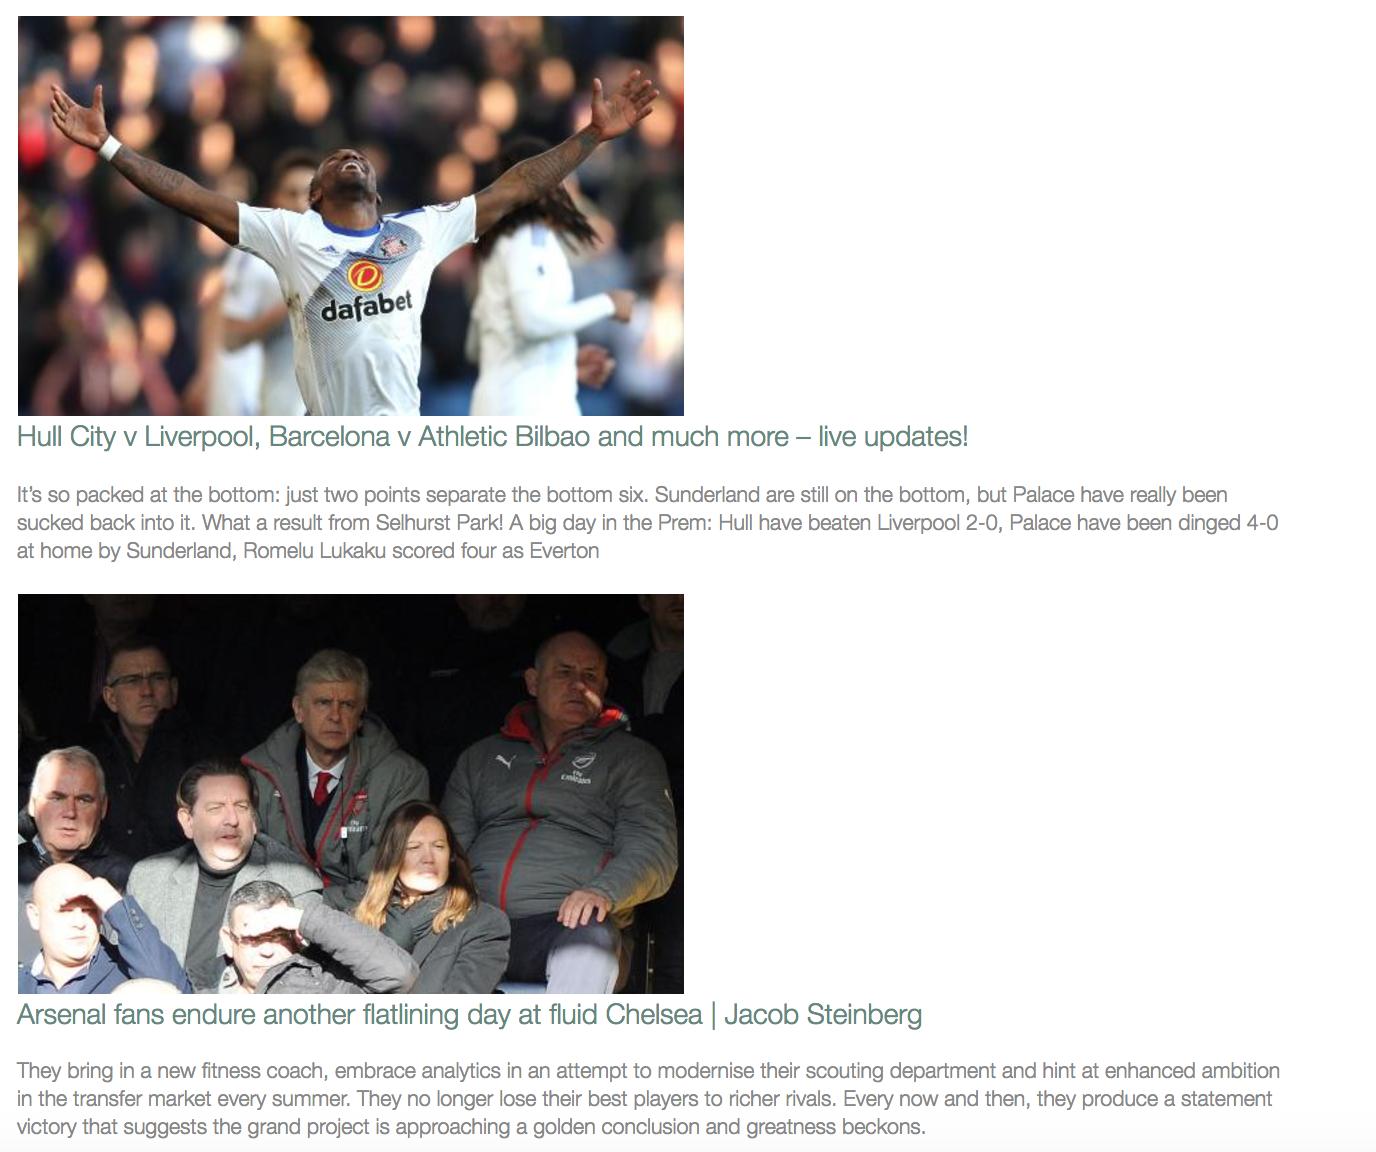 dafabet
Hull City v Liverpool, Barcelona v Athletic Bilbao and much more – live updates!
It’s so packed at the bottom: just two points separate the bottom six. Sunderland are still on the bottom, but Palace have really been
sucked back into it. What a result from Selhurst Park! A big day in the Prem: Hull have beaten Liverpool 2-0, Palace have been dinged 4-0
at home by Sunderland, Romelu Lukaku scored four as Everton
Fly
Emirates
Arsenal fans endure another flatlining day at fluid Chelsea | Jacob Steinberg
They bring in a new fitness coach, embrace analytics in an attempt to modernise their scouting department and hint at enhanced ambition
in the transfer market every summer. They no longer lose their best players to richer rivals. Every now and then, they produce a statement
victory that suggests the grand project is approaching a golden conclusion and greatness beckons.